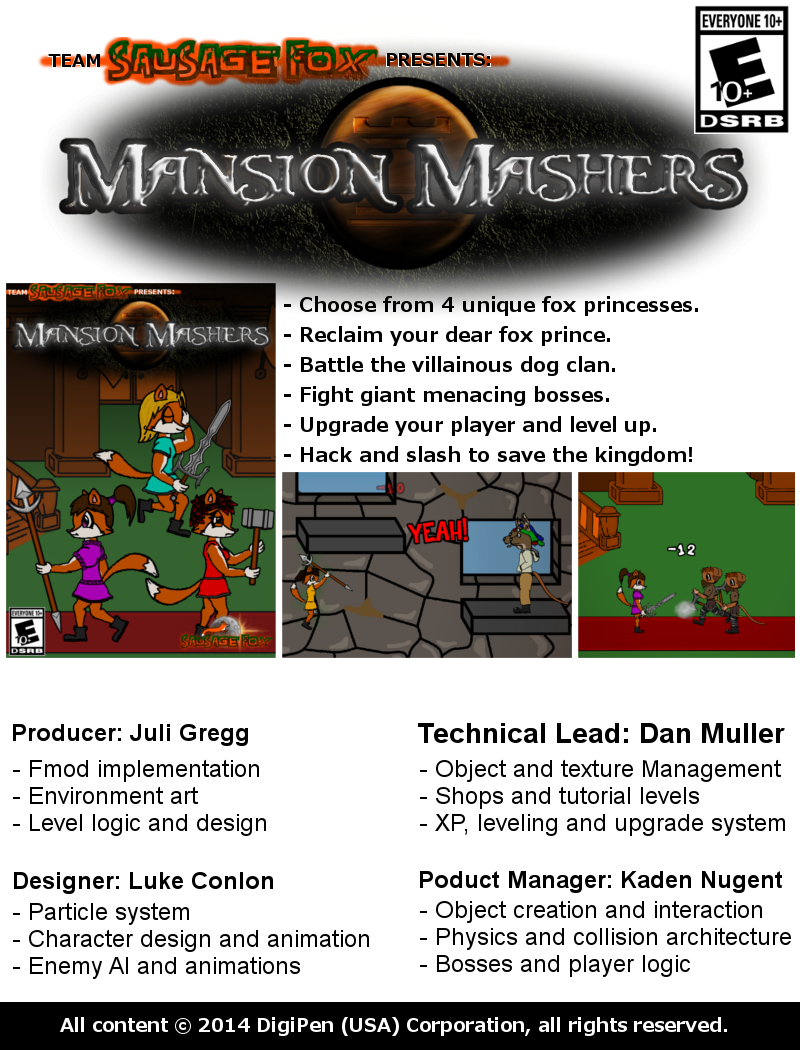 EVERYONE 10+
E
10+
DSRB
TEAM SAUSAGE FOX PRESENTS:
MANSION MASHERS
TEAM SAUSAGE FOX PRESENTS:
MANSION MASHERS
EVERYONE 10+
E
10+
DSRB
SAUSAGE FOX
- Choose from 4 unique fox princesses.
- Reclaim your dear fox prince.
- Battle the villainous dog clan.
- Fight giant menacing bosses.
- Upgrade your player and level up.
- Hack and slash to save the kingdom!
-10
YEAH!
-12
Producer: Juli Gregg
- Fmod implementation
- Environment art
- Level logic and design
Technical Lead: Dan Muller
- Object and texture Management
- Shops and tutorial levels
- XP, leveling and upgrade system
Designer: Luke Conlon
- Particle system
- Character design and animation
- Enemy AI and animations
Poduct Manager: Kaden Nugent
- Object creation and interaction
- Physics and collision architecture
- Bosses and player logic
All content © 2014 DigiPen (USA) Corporation, all rights reserved.